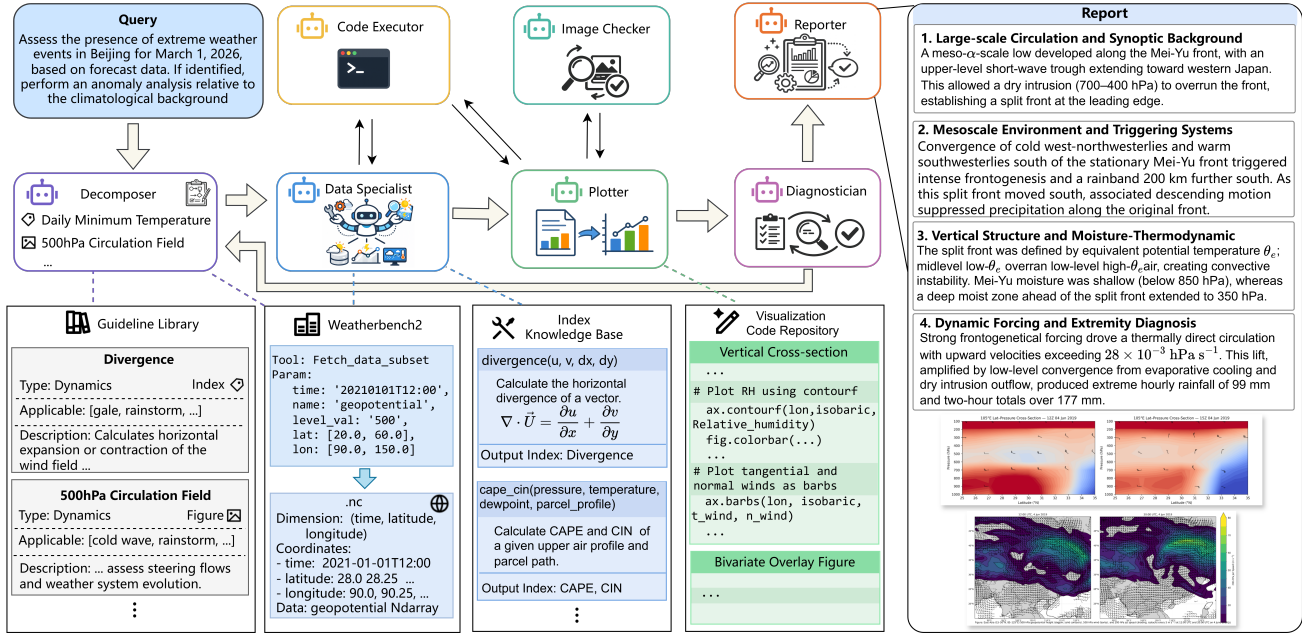 Query
Assess the presence of extreme weather
events in Beijing for March 1, 2026,
based on forecast data. If identified,
perform an anomaly analysis relative to
the climatological background
Code Executor
Image Checker
Reporter
Decomposer
Daily Minimum Temperature
500hPa Circulation Field
...
Data Specialist
Plotter
Diagnostician
Guideline Library
Divergence
Type: Dynamics
Index
Applicable: [gale, rainstorm, ...]
Description: Calculates horizontal
expansion or contraction of the
wind field ...
500hPa Circulation Field
Type: Dynamics
Figure
Applicable: [cold wave, rainstorm, ...]
Description: ... assess steering flows
and weather system evolution.
Weatherbench2
Tool: Fetch_data_subset
Param:
time: '20210101T12:00',
name: 'geopotential',
level_val: '500',
lat: [20.0, 60.0],
lon: [90.0, 150.0]
.nc
Dimension: (time, latitude,
longitude)
Coordinates:
- time: 2021-01-01T12:00
- latitude: 28.0 28.25 ...
- longitude: 90.0, 90.25, ...
Data: geopotential Ndarray
Index
Knowledge Base
divergence(u, v, dx, dy)
Calculate the horizontal
divergence of a vector.
∇ · U⃗ = ∂u/∂x + ∂v/∂y
Output Index: Divergence
cape_cin(pressure, temperature,
dewpoint, parcel_profile)
Calculate CAPE and CIN of
a given upper air profile and
parcel path.
Output Index: CAPE, CIN
Visualization
Code Repository
Vertical Cross-section
...
# Plot RH using contourf
ax.contourf(lon,isobaric,
Relative_humidity)
fig.colorbar(...)
...
# Plot tangential and
normal winds as barbs
ax.barbs(lon, isobaric,
t_wind, n_wind)
...
Bivariate Overlay Figure
...
Report
1. Large-scale Circulation and Synoptic Background
A meso-α-scale low developed along the Mei-Yu front, with an
upper-level short-wave trough extending toward western Japan.
This allowed a dry intrusion (700–400 hPa) to overrun the front,
establishing a split front at the leading edge.
2. Mesoscale Environment and Triggering Systems
Convergence of cold west-northwesterlies and warm
southwesterlies south of the stationary Mei-Yu front triggered
intense frontogenesis and a rainband 200 km further south. As
this split front moved south, associated descending motion
suppressed precipitation along the original front.
3. Vertical Structure and Moisture-Thermodynamic
The split front was defined by equivalent potential temperature θe;
midlevel low-θe overran low-level high-θe air, creating convective
instability. Mei-Yu moisture was shallow (below 850 hPa), whereas
a deep moist zone ahead of the split front extended to 350 hPa.
4. Dynamic Forcing and Extremity Diagnosis
Strong frontogenetical forcing drove a thermally direct circulation
with upward velocities exceeding 28 × 10⁻³ hPa s⁻¹. This lift,
amplified by low-level convergence from evaporative cooling and
dry intrusion outflow, produced extreme hourly rainfall of 99 mm
and two-hour totals over 177 mm.